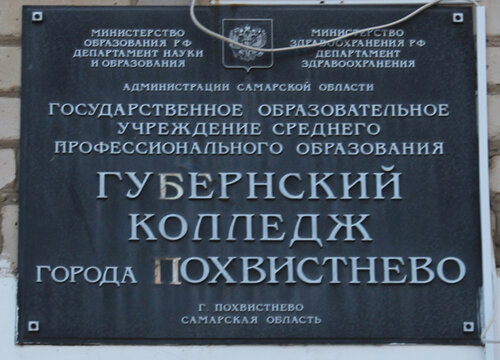 МИНИСТЕРСТВО
ОБРАЗОВАНИЯ РФ
ДЕПАРТАМЕНТ НАУКИ
И ОБРАЗОВАНИЯ
МИНИСТЕРСТВО
ЗДРАВООХРАНЕНИЯ РФ
ДЕПАРТАМЕНТ
ЗДРАВООХРАНЕНИЯ
АДМИНИСТРАЦИИ САМАРСКОЙ ОБЛАСТИ
ГОСУДАРСТВЕННОЕ ОБРАЗОВАТЕЛЬНОЕ
УЧРЕЖДЕНИЕ СРЕДНЕГО
ПРОФЕССИОНАЛЬНОГО ОБРАЗОВАНИЯ
ГУБЕРНСКИЙ
КОЛЛЕДЖ
ГОРОДА ПОХВИСТНЕВО
Г. ПОХВИСТНЕВО
САМАРСКАЯ ОБЛАСТЬ